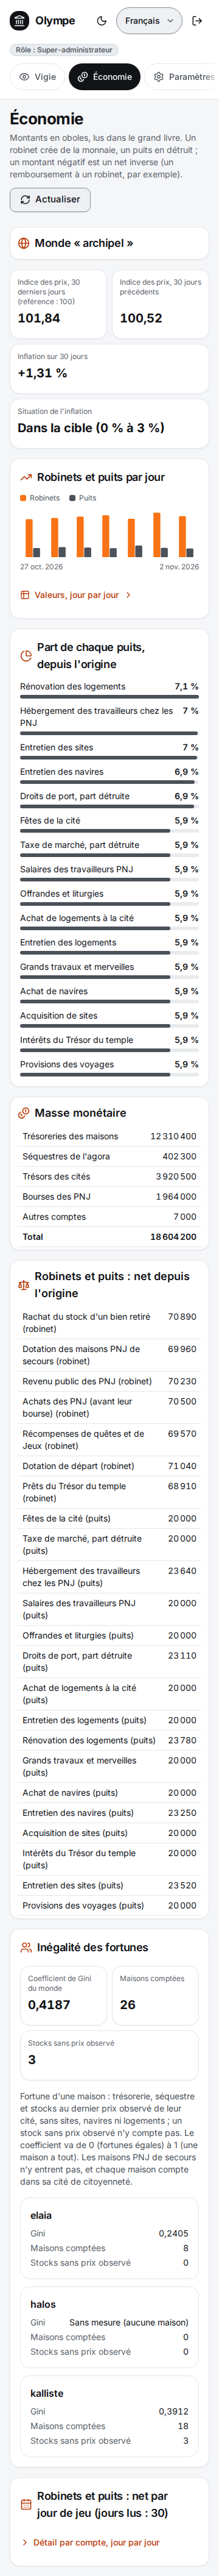 Olympe
Français
Rôle : Super-administrateur
Vigie
Économie
Paramètres
Économie
Montants en oboles, lus dans le grand livre. Un
robinet crée de la monnaie, un puits en détruit ;
un montant négatif est un net inverse (un
remboursement à un robinet, par exemple).
Actualiser
Monde « archipel »
Indice des prix, 30
derniers jours
(référence : 100)
101,84
Indice des prix, 30 jours
précédents
100,52
Inflation sur 30 jours
+1,31 %
Situation de l'inflation
Dans la cible (0 % à 3 %)
Robinets et puits par jour
Robinets
Puits
27 oct. 2026
2 nov. 2026
Valeurs, jour par jour
Part de chaque puits,
depuis l'origine
Rénovation des logements 7,1 %
Hébergement des travailleurs chez les 7 %
PNJ
Entretien des sites 7 %
Entretien des navires 6,9 %
Droits de port, part détruite 6,9 %
Fêtes de la cité 5,9 %
Taxe de marché, part détruite 5,9 %
Salaires des travailleurs PNJ 5,9 %
Offrandes et liturgies 5,9 %
Achat de logements à la cité 5,9 %
Entretien des logements 5,9 %
Grands travaux et merveilles 5,9 %
Achat de navires 5,9 %
Acquisition de sites 5,9 %
Intérêts du Trésor du temple 5,9 %
Provisions des voyages 5,9 %
Masse monétaire
Trésoreries des maisons 12 310 400
Séquestres de l'agora 402 300
Trésors des cités 3 920 500
Bourses des PNJ 1 964 000
Autres comptes 7 000
Total 18 604 200
Robinets et puits : net depuis
l'origine
Rachat du stock d'un bien retiré 70 890
(robinet)
Dotation des maisons PNJ de 69 960
secours (robinet)
Revenu public des PNJ (robinet) 70 230
Achats des PNJ (avant leur 70 500
bourse) (robinet)
Récompenses de quêtes et de 69 570
Jeux (robinet)
Dotation de départ (robinet) 71 040
Prêts du Trésor du temple 68 910
(robinet)
Fêtes de la cité (puits) 20 000
Taxe de marché, part détruite 20 000
(puits)
Hébergement des travailleurs 23 640
chez les PNJ (puits)
Salaires des travailleurs PNJ 20 000
(puits)
Offrandes et liturgies (puits) 20 000
Droits de port, part détruite 23 110
(puits)
Achat de logements à la cité 20 000
(puits)
Entretien des logements (puits) 20 000
Rénovation des logements (puits) 23 780
Grands travaux et merveilles 20 000
(puits)
Achat de navires (puits) 20 000
Entretien des navires (puits) 23 250
Acquisition de sites (puits) 20 000
Intérêts du Trésor du temple 20 000
(puits)
Entretien des sites (puits) 23 520
Provisions des voyages (puits) 20 000
Inégalité des fortunes
Coefficient de Gini
du monde
0,4187
Maisons comptées
26
Stocks sans prix observé
3
Fortune d'une maison : trésorerie, séquestre
et stocks au dernier prix observé de leur
cité, sans sites, navires ni logements ; un
stock sans prix observé n'y compte pas. Le
coefficient va de 0 (fortunes égales) à 1 (une
maison a tout). Les maisons PNJ de secours
n'y entrent pas, et chaque maison compte
dans sa cité de citoyenneté.
elaia
Gini 0,2405
Maisons comptées 8
Stocks sans prix observé 0
halos
Gini Sans mesure (aucune maison)
Maisons comptées 0
Stocks sans prix observé 0
kalliste
Gini 0,3912
Maisons comptées 18
Stocks sans prix observé 3
Robinets et puits : net par
jour de jeu (jours lus : 30)
Détail par compte, jour par jour